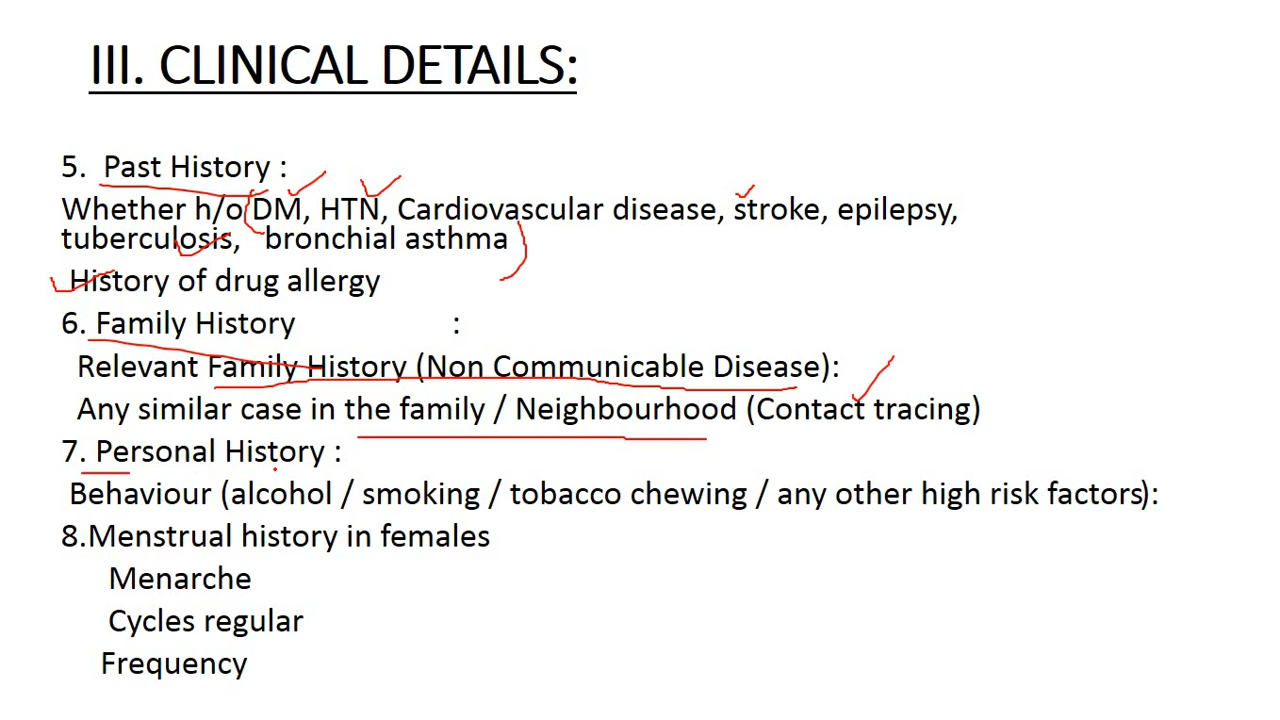 III. CLINICAL DETAILS:
5. Past History :
Whether h/o DM, HTN, Cardiovascular disease, stroke, epilepsy,
tuberculosis, bronchial asthma
History of drug allergy
6. Family History :
Relevant Family History (Non Communicable Disease):
Any similar case in the family / Neighbourhood (Contact tracing)
7. Personal History :
Behaviour (alcohol / smoking / tobacco chewing / any other high risk factors):
8.Menstrual history in females
Menarche
Cycles regular
Frequency